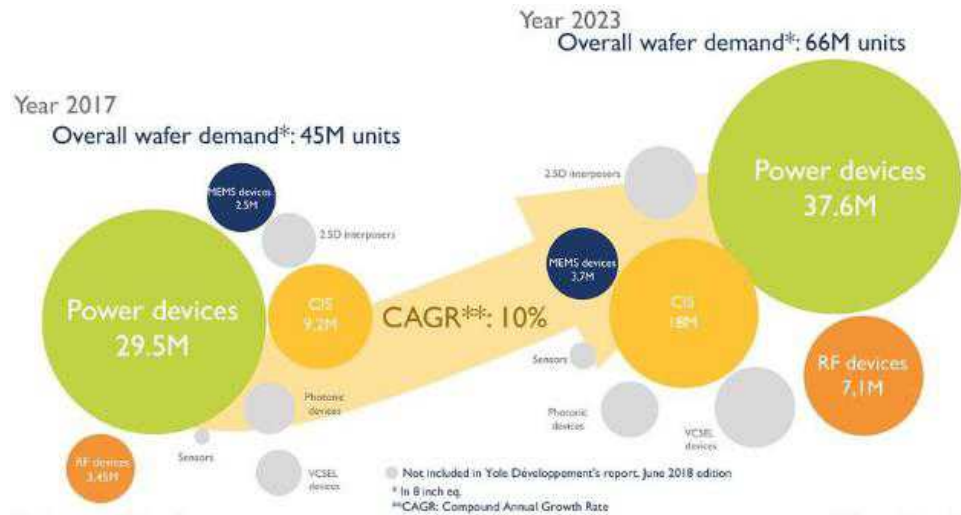 Year 2023
Overall wafer demand*: 66M units
Year 2017
Overall wafer demand*: 45M units
MEMS devices
2.5M
2.5D interposers
Power devices
29.5M
CIS
9.2M
CAGR**: 10%
Photonic
devices
Sensors
RF devices
3.45M
VCSEL
devices
2.5D interposers
Power devices
37.6M
MEMS devices
3.7M
CIS
18M
Sensors
RF devices
7,1M
Photonic
devices
VCSEL
devices
Not included in Yole Développement's report, June 2018 edition
* In 8 inch eq.
**CAGR: Compound Annual Growth Rate